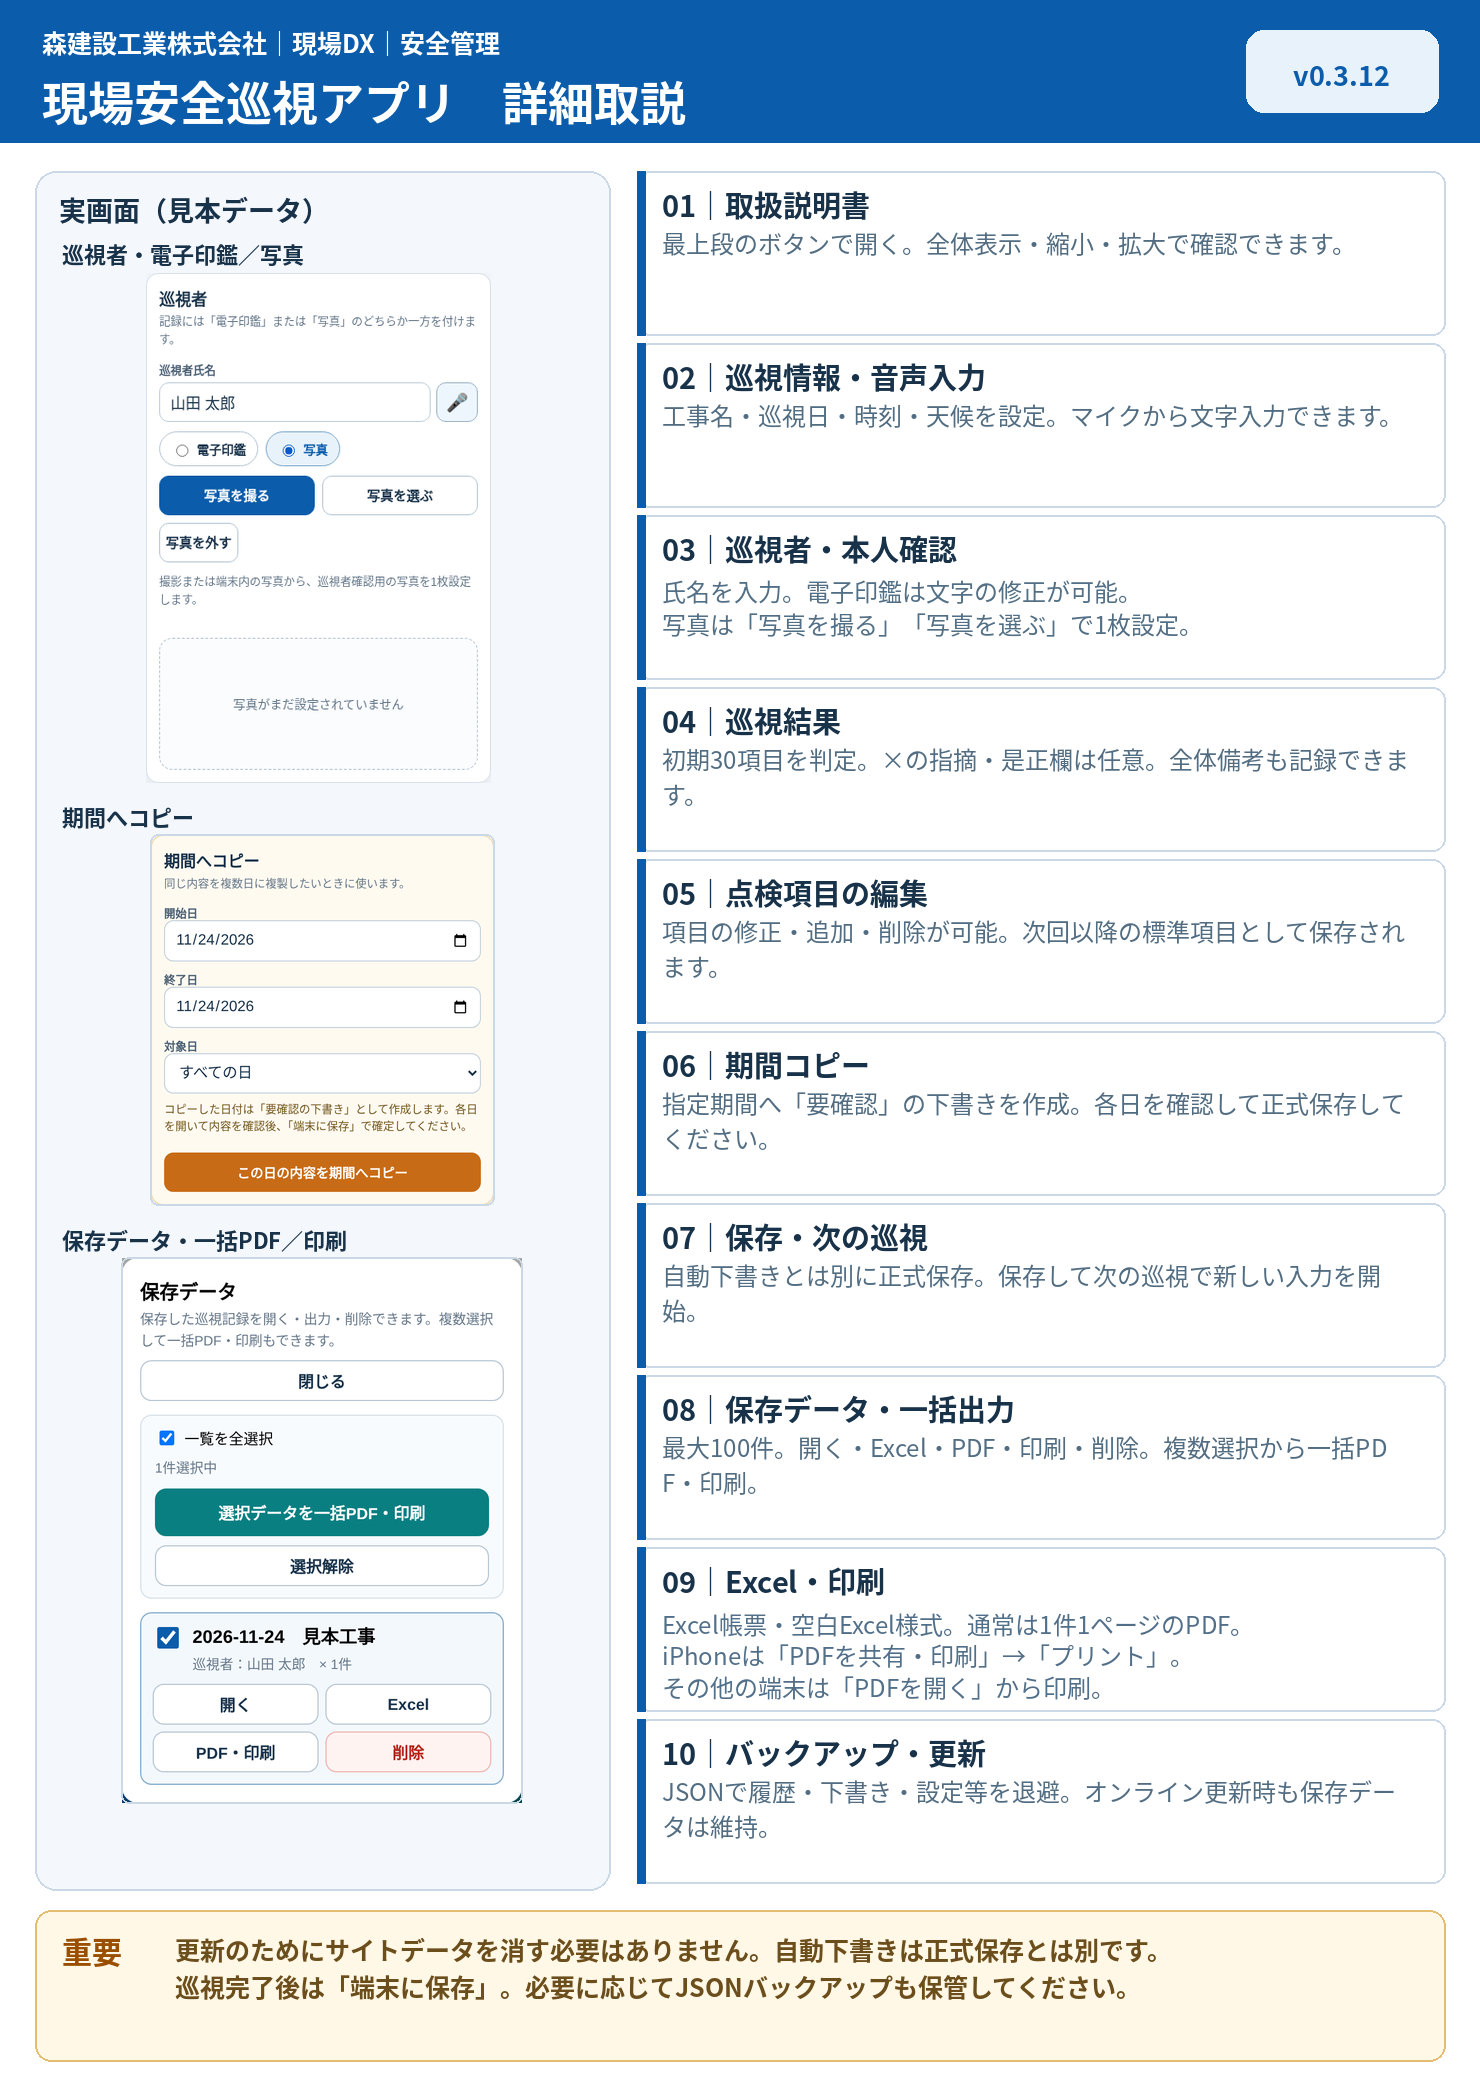 森建設工業株式会社｜現場DX｜安全管理
現場安全巡視アプリ　詳細取説
v0.3.12
実画面（見本データ）
巡視者・電子印鑑／写真
巡視者
記録には「電子印鑑」または「写真」のどちらか一方を付けま
す。
巡視者氏名
山田 太郎
電子印鑑
写真
写真を撮る
写真を選ぶ
写真を外す
撮影または端末内の写真から、巡視者確認用の写真を1枚設定
します。
写真がまだ設定されていません
期間へコピー
期間へコピー
同じ内容を複数日に複製したいときに使います。
開始日
11/24/2026
終了日
11/24/2026
対象日
すべての日
コピーした日付は「要確認の下書き」として作成します。各日
を開いて内容を確認後、「端末に保存」で確定してください。
この日の内容を期間へコピー
保存データ・一括PDF／印刷
保存データ
保存した巡視記録を開く・出力・削除できます。複数選択
して一括PDF・印刷もできます。
閉じる
一覧を全選択
1件選択中
選択データを一括PDF・印刷
選択解除
2026-11-24　見本工事
巡視者：山田 太郎　× 1件
開く
Excel
PDF・印刷
削除
01｜取扱説明書
最上段のボタンで開く。全体表示・縮小・拡大で確認できます。
02｜巡視情報・音声入力
工事名・巡視日・時刻・天候を設定。マイクから文字入力できます。
03｜巡視者・本人確認
氏名を入力。電子印鑑は文字の修正が可能。
写真は「写真を撮る」「写真を選ぶ」で1枚設定。
04｜巡視結果
初期30項目を判定。×の指摘・是正欄は任意。全体備考も記録できま
す。
05｜点検項目の編集
項目の修正・追加・削除が可能。次回以降の標準項目として保存され
ます。
06｜期間コピー
指定期間へ「要確認」の下書きを作成。各日を確認して正式保存して
ください。
07｜保存・次の巡視
自動下書きとは別に正式保存。保存して次の巡視で新しい入力を開
始。
08｜保存データ・一括出力
最大100件。開く・Excel・PDF・印刷・削除。複数選択から一括PD
F・印刷。
09｜Excel・印刷
Excel帳票・空白Excel様式。通常は1件1ページのPDF。
iPhoneは「PDFを共有・印刷」→「プリント」。
その他の端末は「PDFを開く」から印刷。
10｜バックアップ・更新
JSONで履歴・下書き・設定等を退避。オンライン更新時も保存デー
タは維持。
重要
更新のためにサイトデータを消す必要はありません。自動下書きは正式保存とは別です。
巡視完了後は「端末に保存」。必要に応じてJSONバックアップも保管してください。